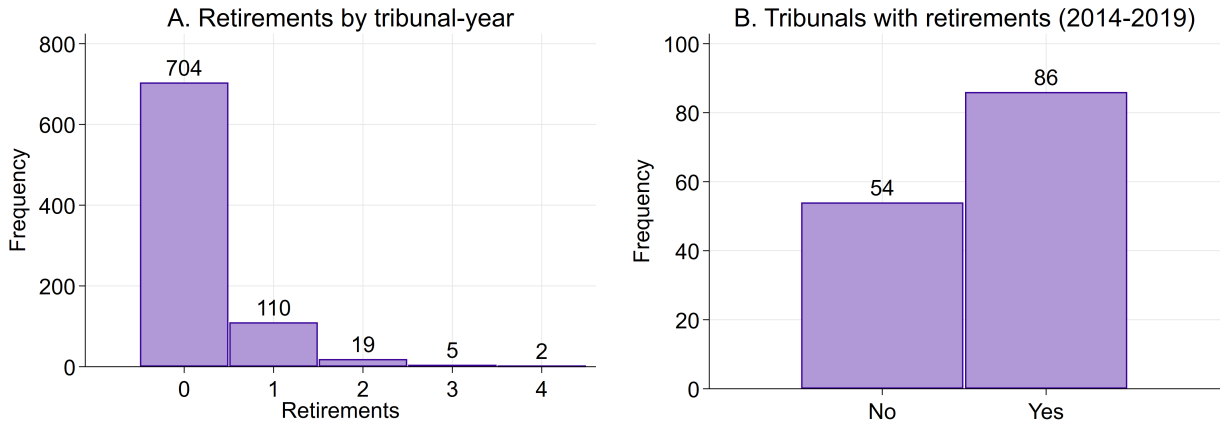 A. Retirements by tribunal-year
800
600
400
200
0
Frequency
704
110
19
5
2
0 1 2 3 4
Retirements
B. Tribunals with retirements (2014-2019)
100
80
60
40
20
0
Frequency
54
86
No Yes